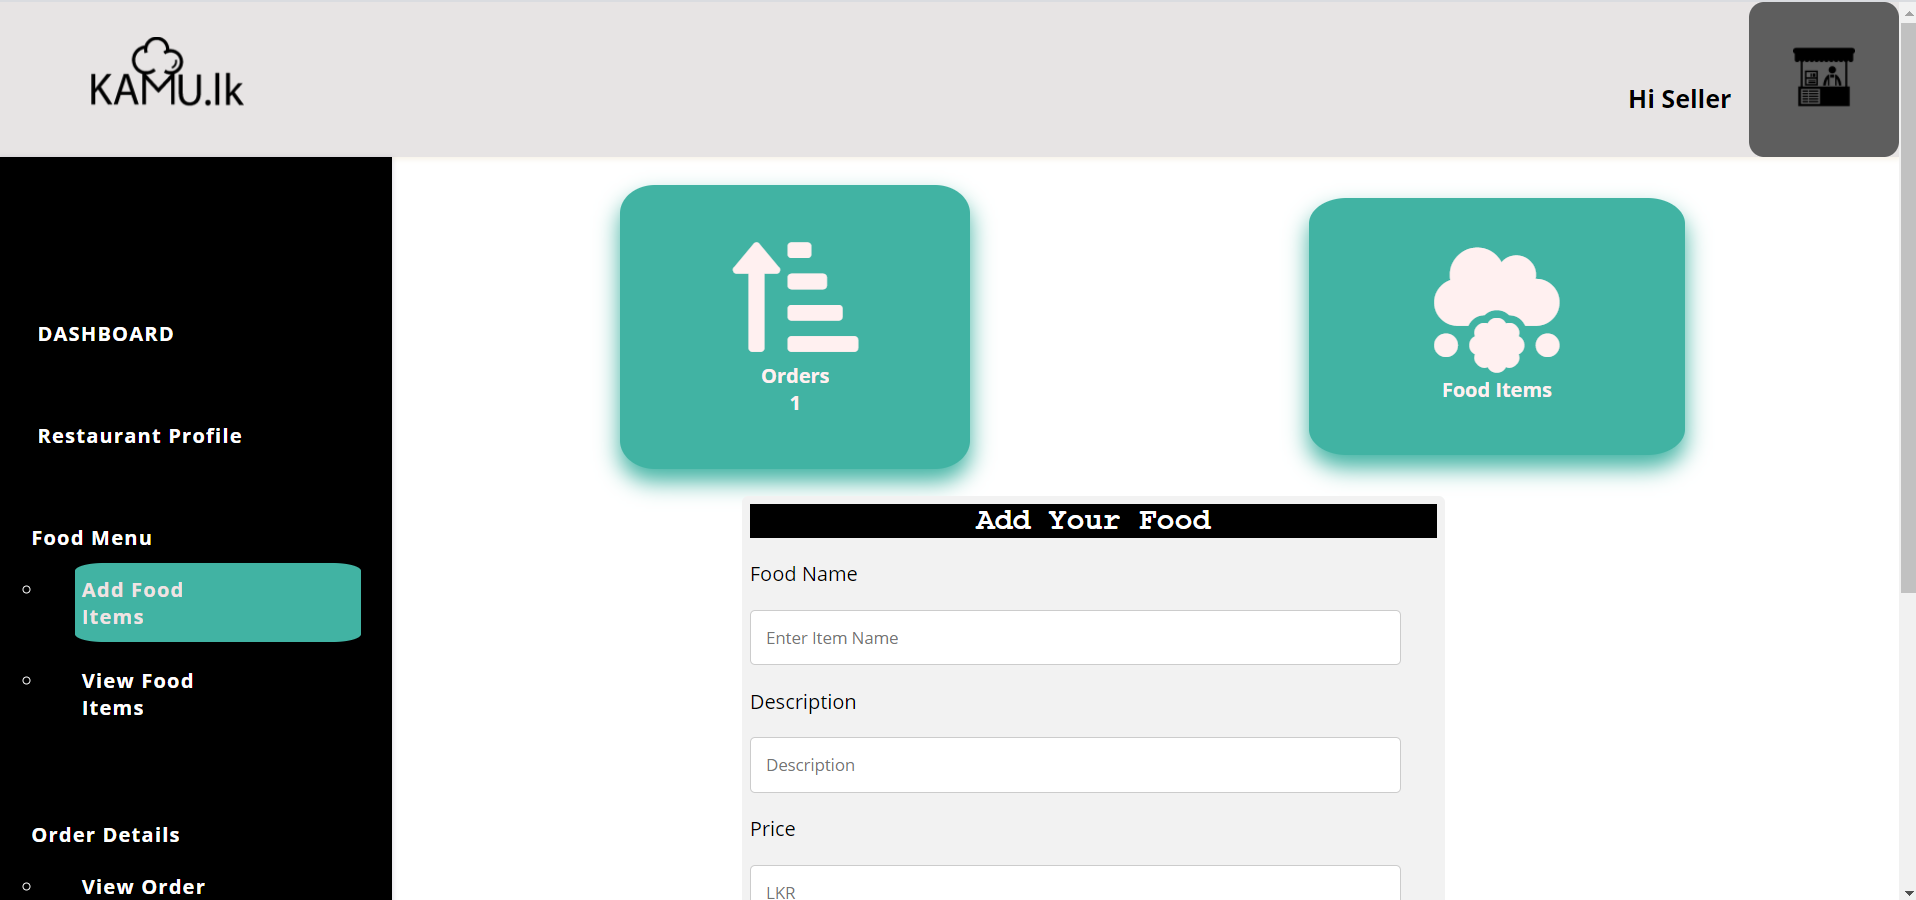 KAMU.lk
Hi Seller
DASHBOARD
Restaurant Profile
Food Menu
Add Food
Items
View Food
Items
Order Details
View Order
Orders
1
Food Items
Add Your Food
Food Name
Enter Item Name
Description
Description
Price
LKR